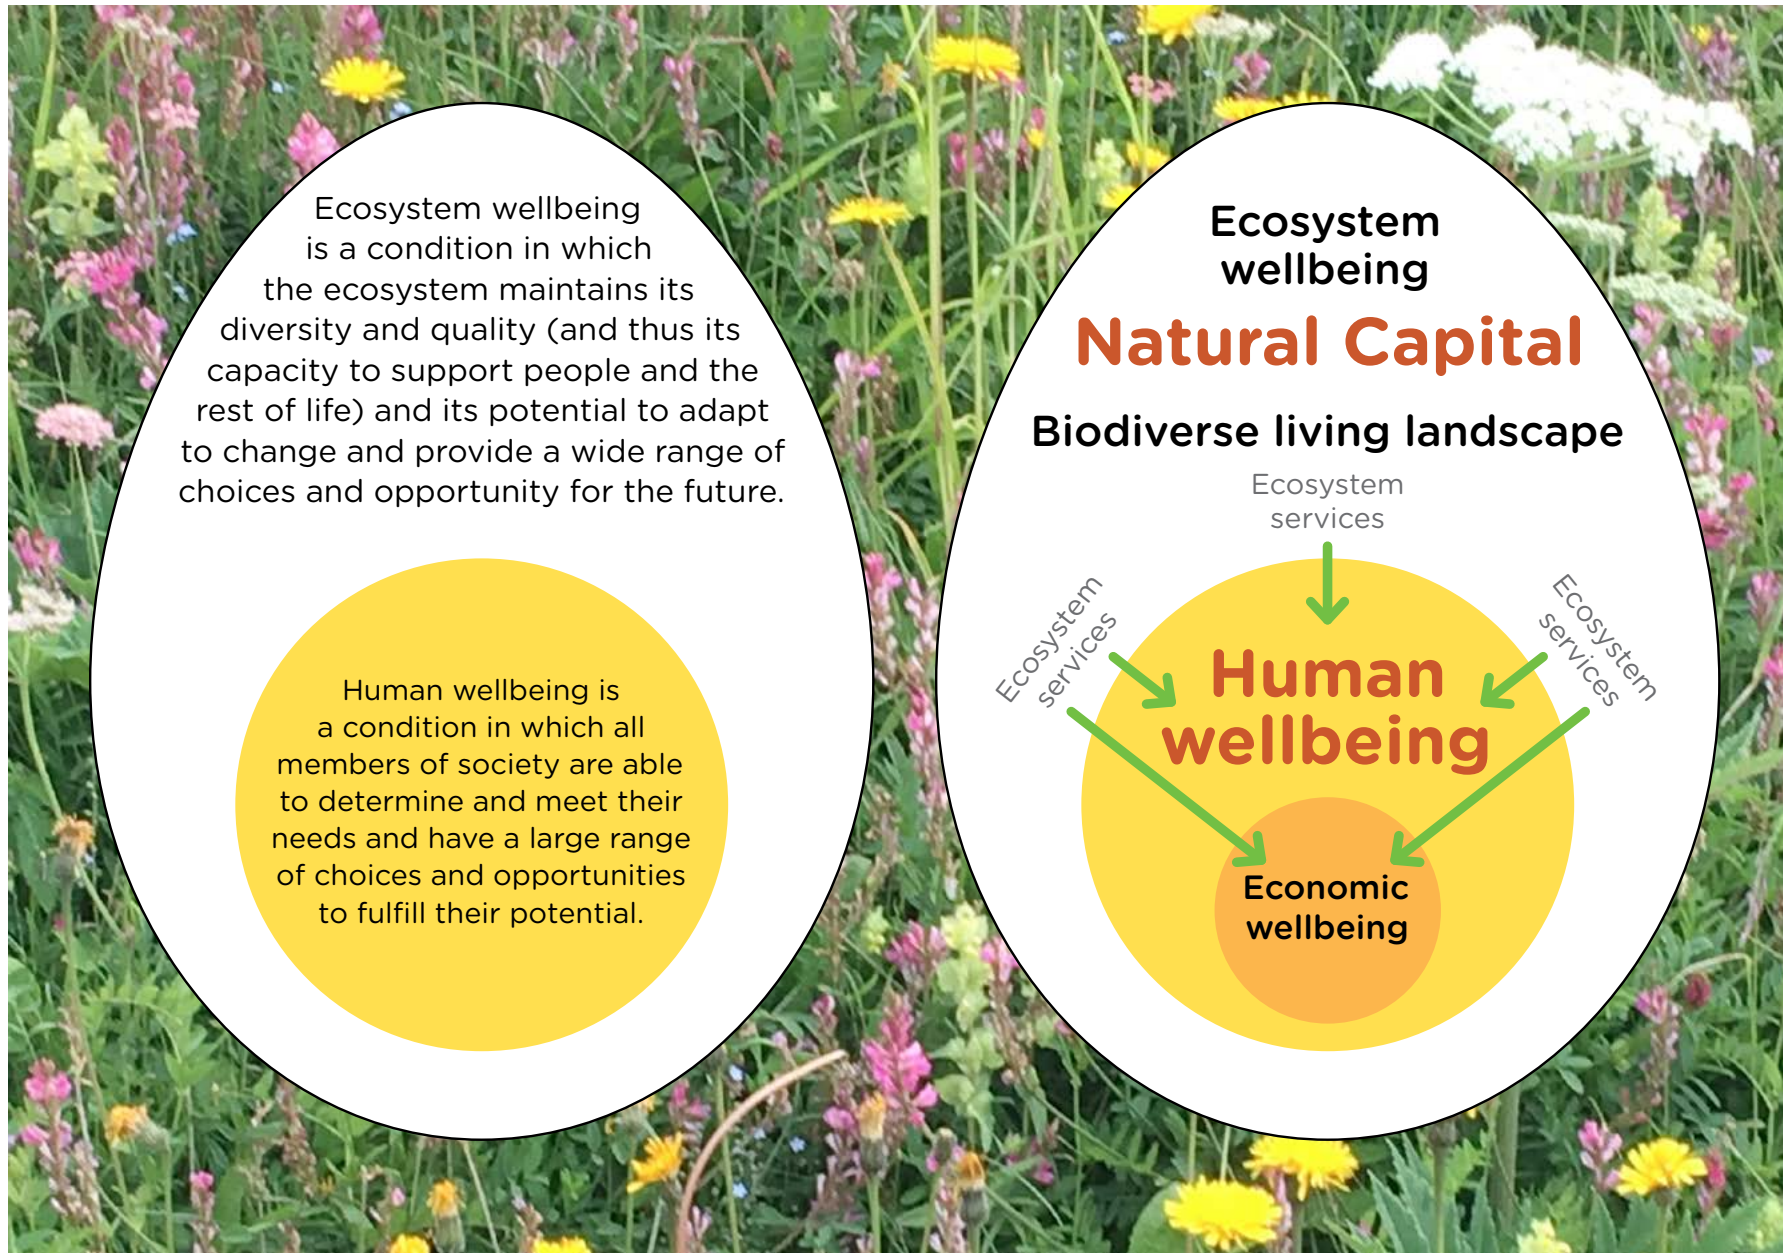 Ecosystem wellbeing
is a condition in which
the ecosystem maintains its
diversity and quality (and thus its
capacity to support people and the
rest of life) and its potential to adapt
to change and provide a wide range of
choices and opportunity for the future.
Human wellbeing is
a condition in which all
members of society are able
to determine and meet their
needs and have a large range
of choices and opportunities
to fulfill their potential.
Ecosystem
wellbeing
Natural Capital
Biodiverse living landscape
Ecosystem
services
Ecosystem
services
Ecosystem
services
Human
wellbeing
Economic
wellbeing